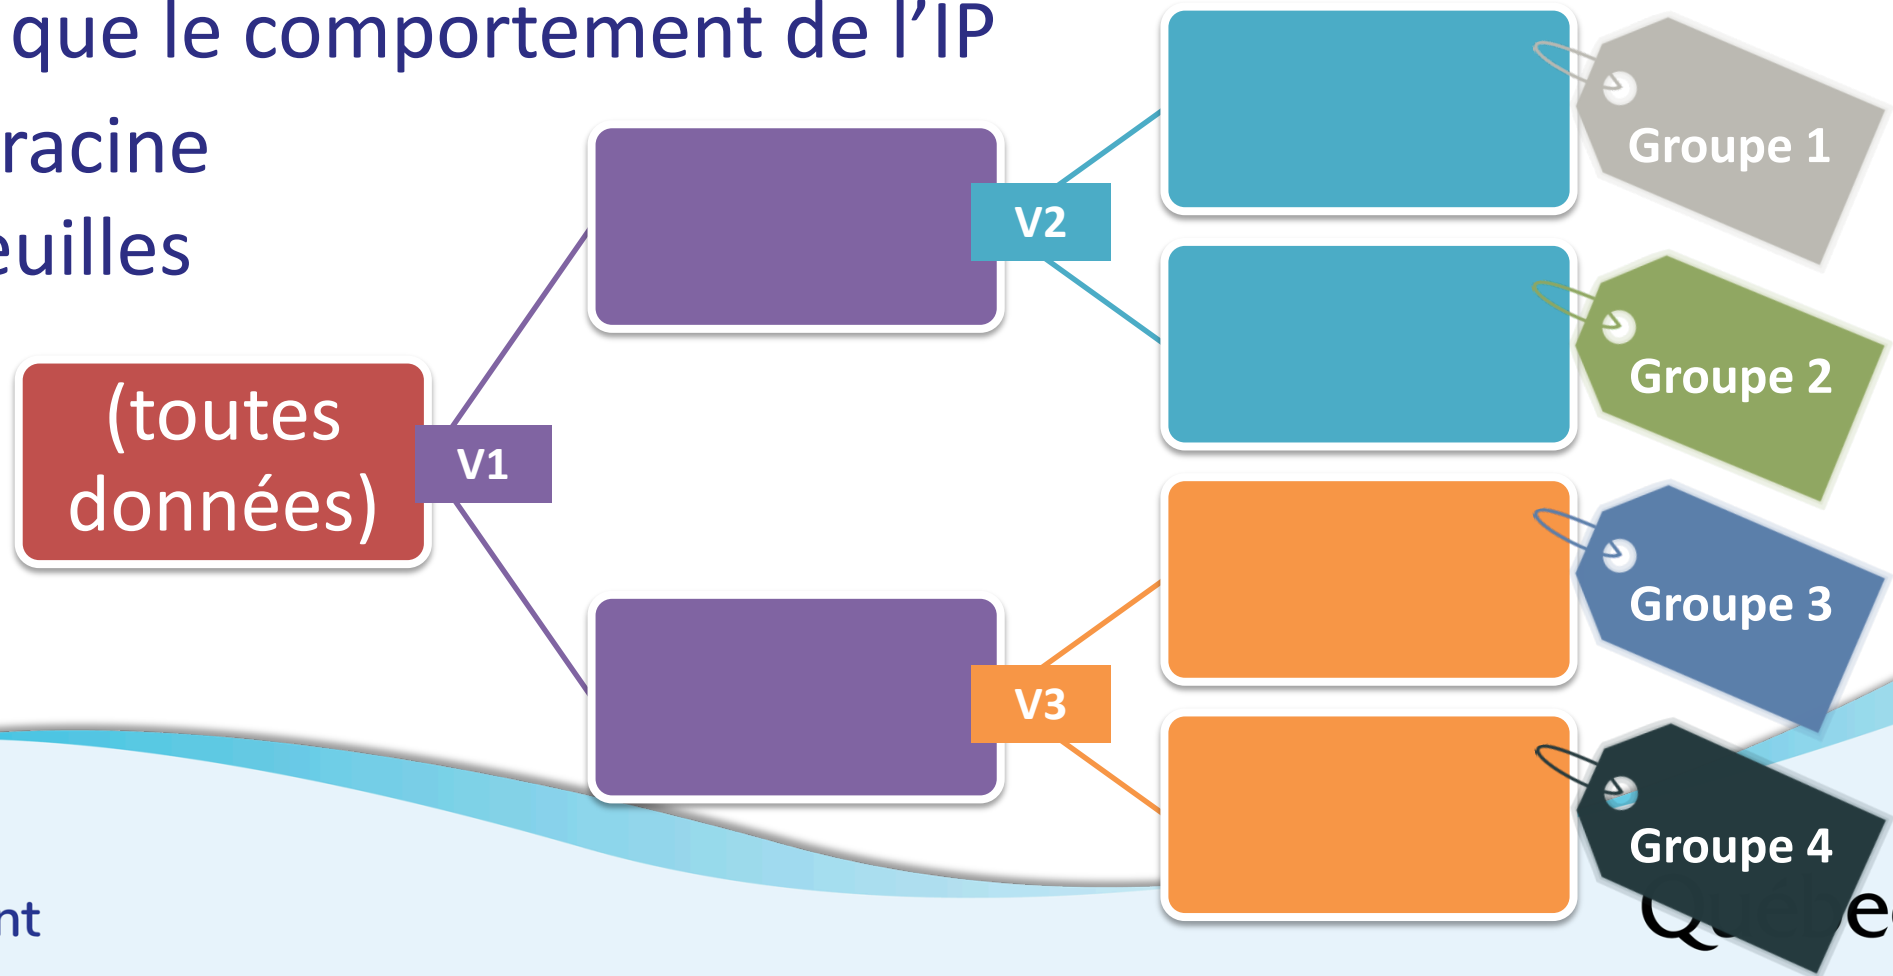 que le comportement de l’IP
racine
euilles
(toutes
données)
V1
V2
V3
Groupe 1
Groupe 2
Groupe 3
Groupe 4
nt